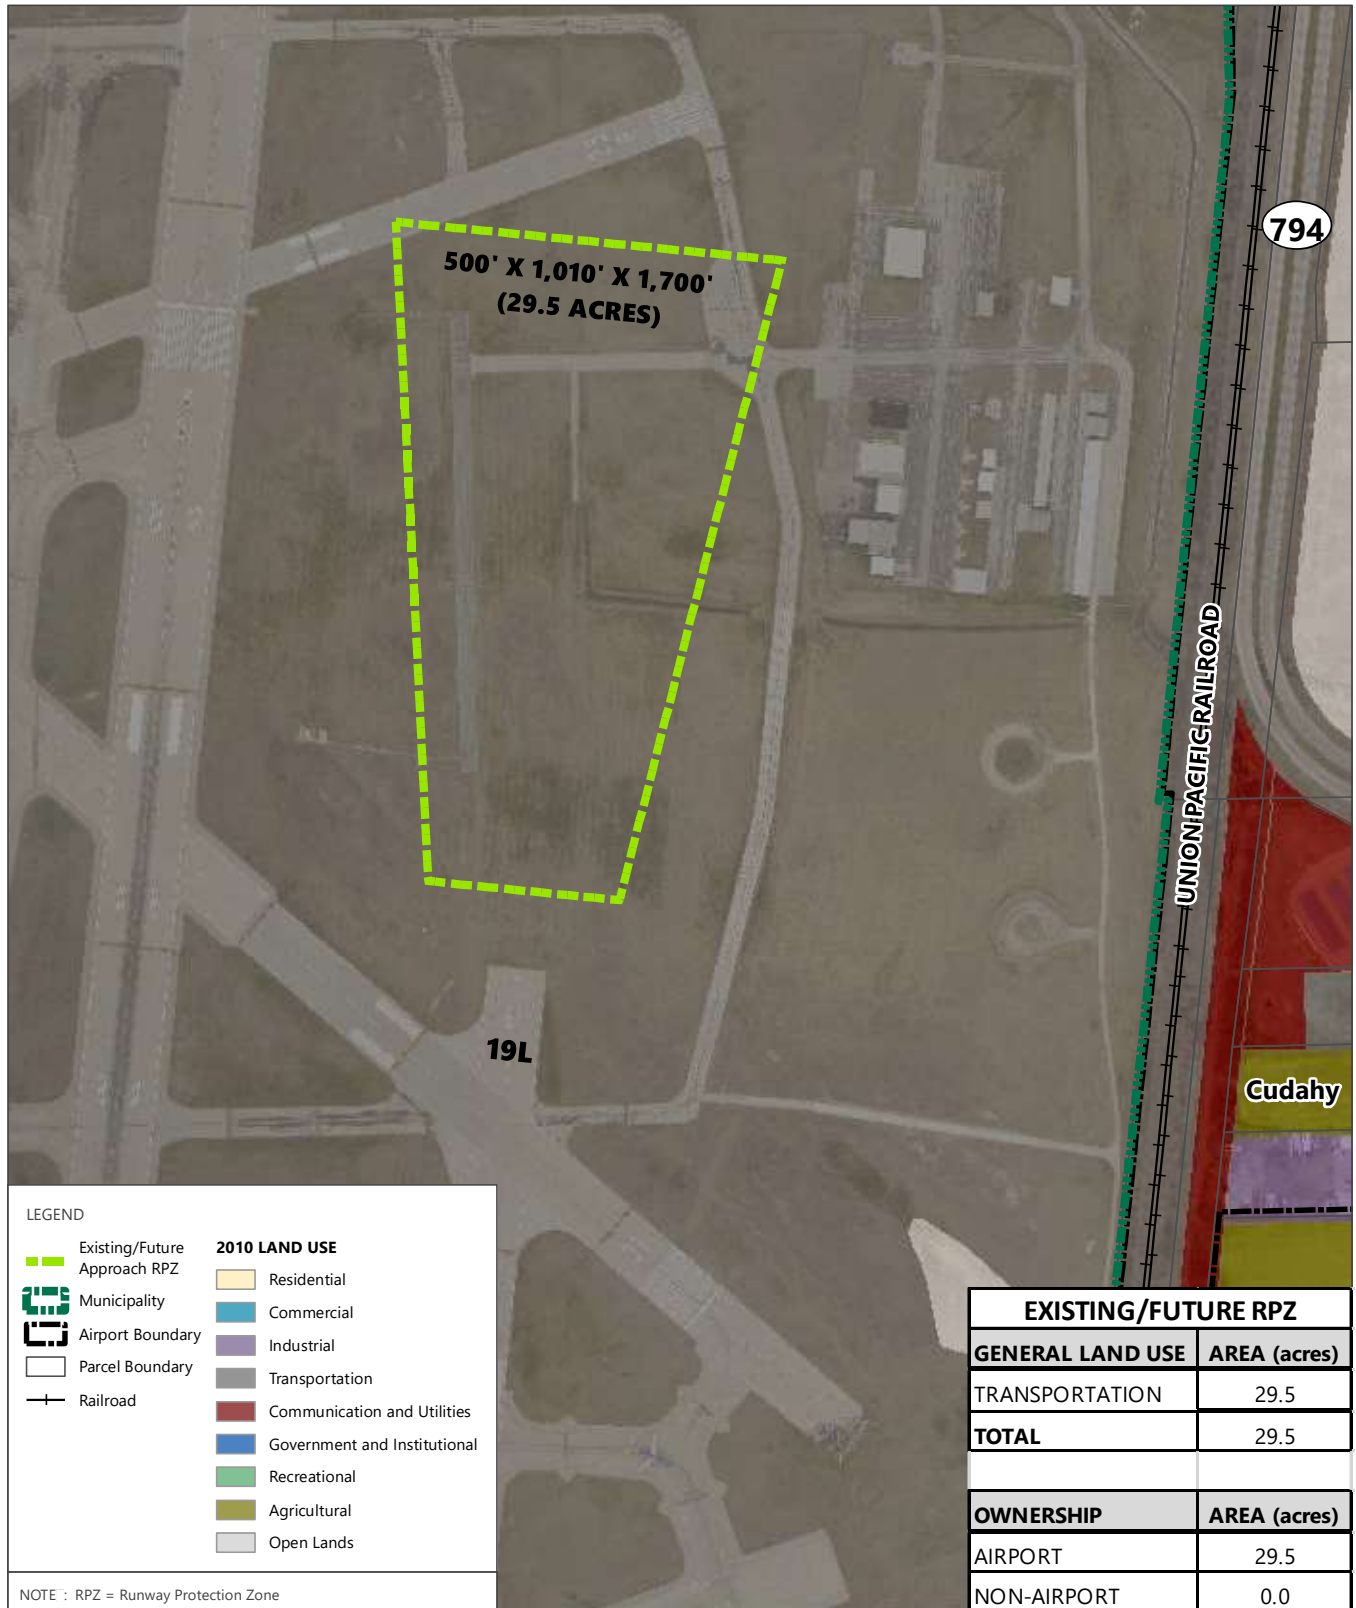 794
500' X 1,010' X 1,700'
(29.5 ACRES)
UNION PACIFIC RAILROAD
19L
Cudahy
LEGEND
Existing/Future
Approach RPZ
Municipality
Airport Boundary
Parcel Boundary
Railroad
2010 LAND USE
Residential
Commercial
Industrial
Transportation
Communication and Utilities
Government and Institutional
Recreational
Agricultural
Open Lands
NOTE : RPZ = Runway Protection Zone
EXISTING/FUTURE RPZ
GENERAL LAND USE AREA (acres)
TRANSPORTATION 29.5
TOTAL 29.5
OWNERSHIP AREA (acres)
AIRPORT 29.5
NON-AIRPORT 0.0